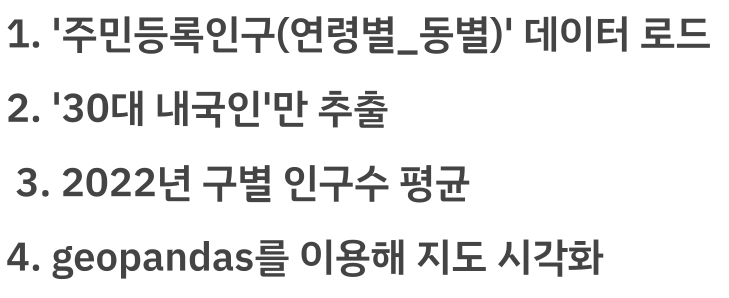 1. '주민등록인구(연령별_동별)' 데이터 로드
2. '30대 내국인'만 추출
3. 2022년 구별 인구수 평균
4. geopandas를 이용해 지도 시각화